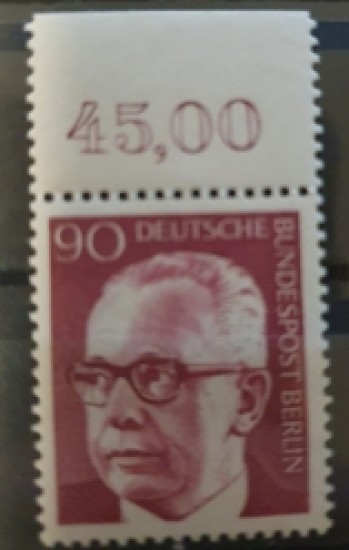 45,00
90 DEUTSCHE
BUNDESPOST BERLIN